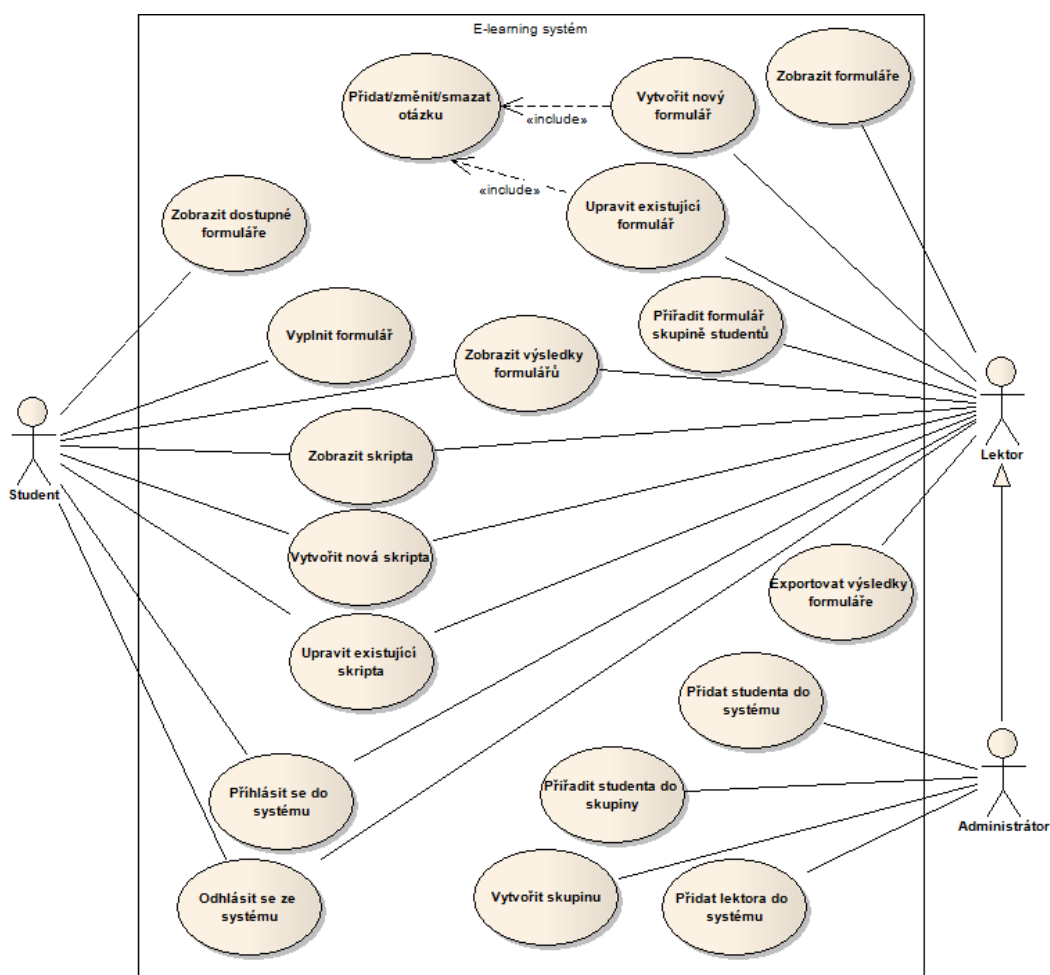 E-learning systém
Zobrazit formuláře
Přidat/změnit/smazat
otázku
Vytvořit nový
formulář
«include»
«include»
Upravit existující
formulář
Zobrazit dostupné
formuláře
Přiřadit formulář
skupině studentů
Vyplnit formulář
Zobrazit výsledky
formulářů
Student
Lektor
Zobrazit skripta
Vytvořit nová skripta
Exportovat výsledky
formuláře
Upravit existující
skripta
Přidat studenta do
systému
Přihlásit se do
systému
Přiřadit studenta do
skupiny
Administrátor
Odhlásit se ze
systému
Vytvořit skupinu
Přidat lektora do
systému